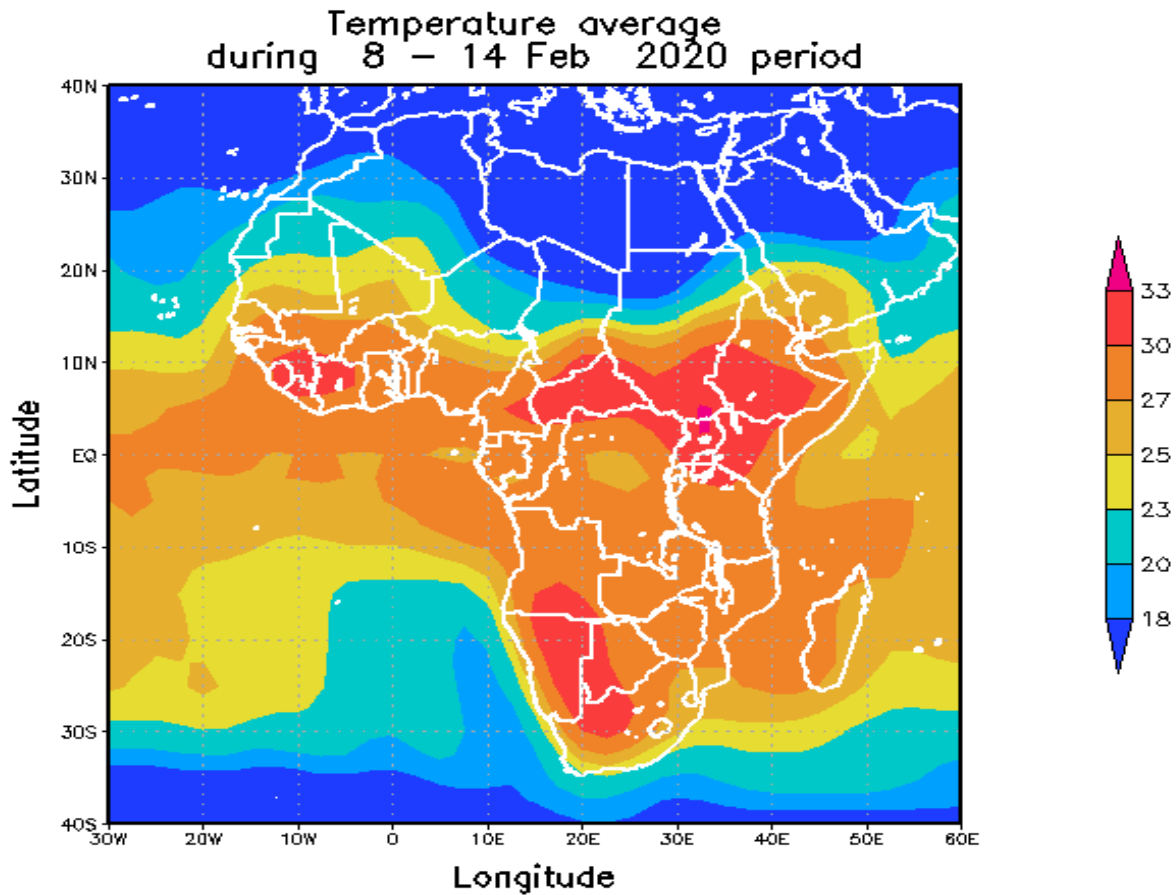 Temperature average
during 8 – 14 Feb 2020 period
40N
30N
20N
10N
EQ
10S
20S
30S
40S
Latitude
30W 20W 10W 0 10E 20E 30E 40E 50E 60E
Longitude
33
30
27
25
23
20
18